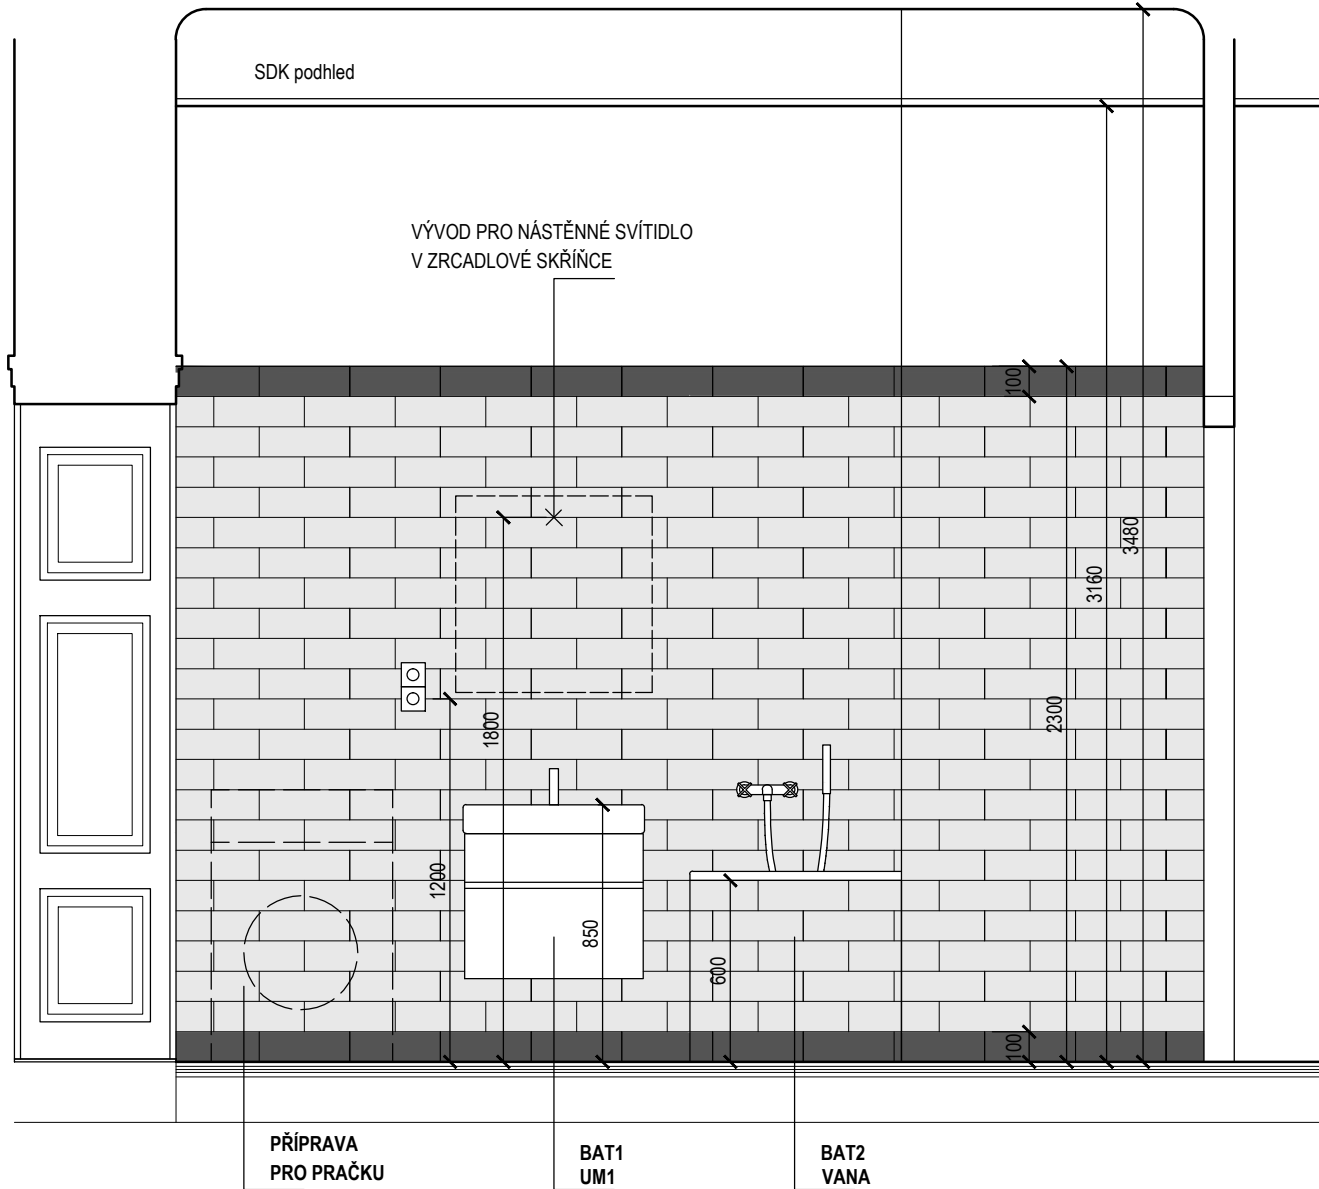 SDK podhled
VÝVOD PRO NÁSTĚNNÉ SVÍTIDLO
V ZRCADLOVÉ SKŘÍŇCE
100
3480
3160
2300
1800
1200
850
600
100
PŘÍPRAVA
PRO PRAČKU
BAT1
UM1
BAT2
VANA